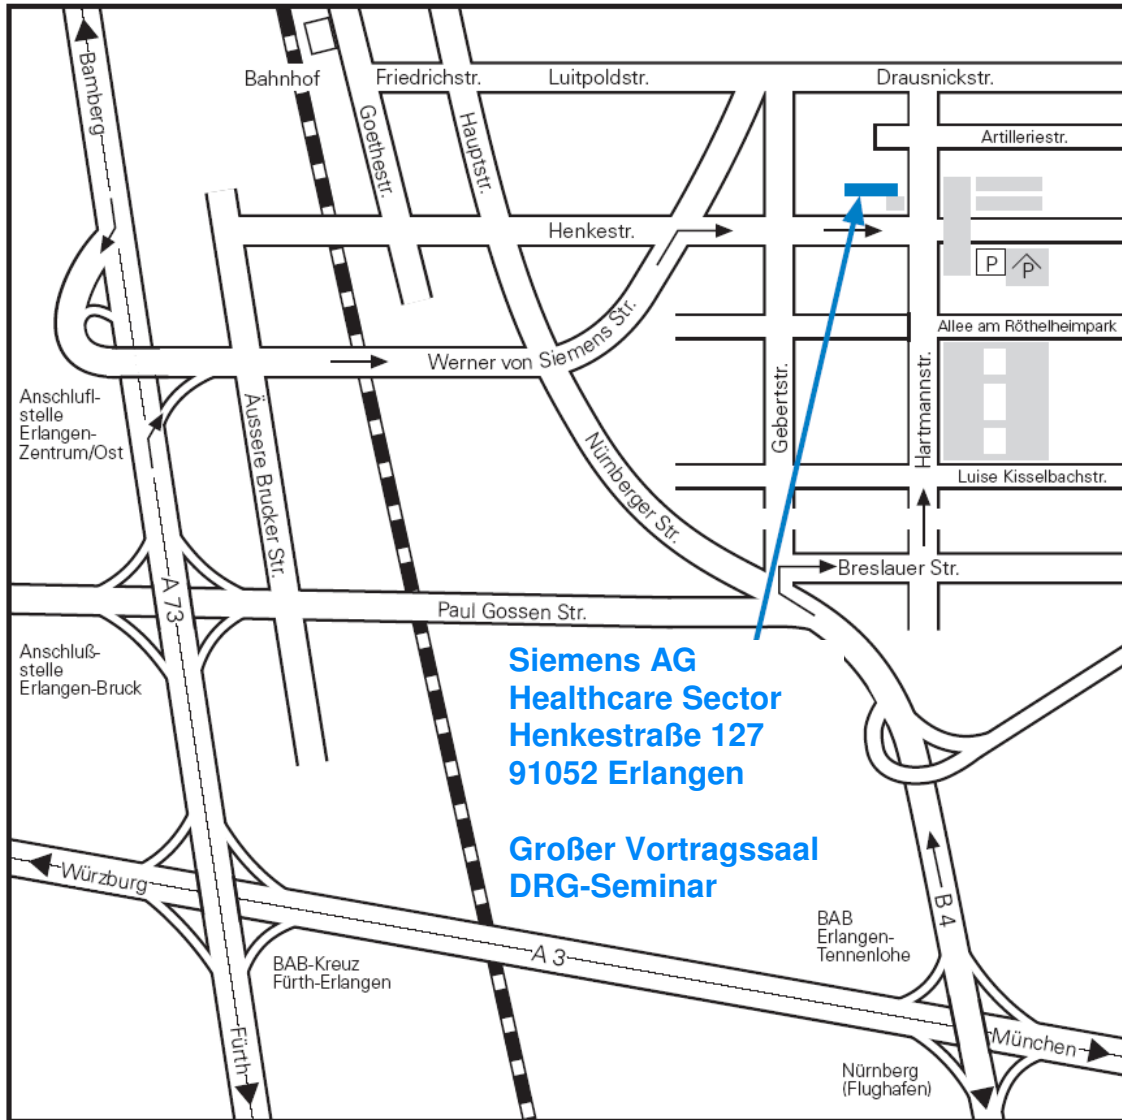 Bamberg
Bahnhof
Friedrichstr.
Luitpoldstr.
Drausnickstr.
Goethestr.
Hauptstr.
Artilleriestr.
Henkestr.
P
P
Allee am Röthelheimpark
Werner von Siemens Str.
Anschlufl-
stelle
Erlangen-
Zentrum/Ost
Äussere Brucker Str.
Gebertstr.
Hartmannstr.
Nürnberger Str.
Luise Kisselbachstr.
Breslauer Str.
A 73
Paul Gossen Str.
Anschluß-
stelle
Erlangen-Bruck
Siemens AG
Healthcare Sector
Henkestraße 127
91052 Erlangen
Großer Vortragssaal
DRG-Seminar
Würzburg
B 4
BAB
Erlangen-
Tennenlohe
A 3
BAB-Kreuz
Fürth-Erlangen
Fürth
München
Nürnberg
(Flughafen)